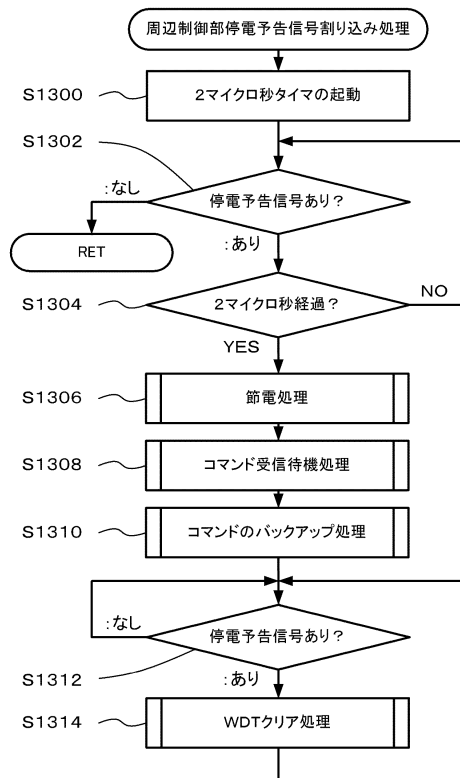 周辺制御部停電予告信号割り込み処理
S1300
2マイクロ秒タイマの起動
S1302
停電予告信号あり?
:なし
RET
:あり
S1304
2マイクロ秒経過?
NO
YES
S1306
節電処理
S1308
コマンド受信待機処理
S1310
コマンドのバックアップ処理
:なし
停電予告信号あり?
S1312
:あり
S1314
WDTクリア処理